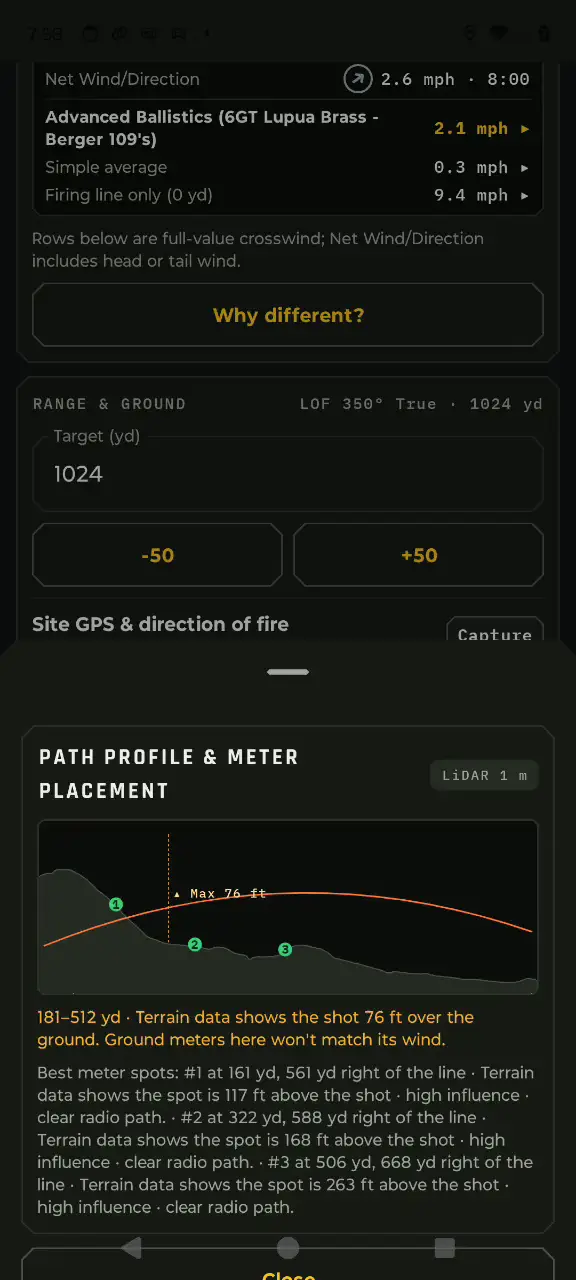 7:38
Net Wind/Direction 2.6 mph · 8:00
Advanced Ballistics (6GT Lupua Brass - 2.1 mph ▸
Berger 109's)
Simple average 0.3 mph ▸
Firing line only (0 yd) 9.4 mph ▸
Rows below are full-value crosswind; Net Wind/Direction
includes head or tail wind.
Why different?
RANGE & GROUND LOF 350° True · 1024 yd
Target (yd)
1024
-50 +50
Site GPS & direction of fire
Capture
PATH PROFILE & METER
PLACEMENT
LiDAR 1 m
▲ Max 76 ft
1
2
3
181–512 yd · Terrain data shows the shot 76 ft over the
ground. Ground meters here won't match its wind.
Best meter spots: #1 at 161 yd, 561 yd right of the line · Terrain
data shows the spot is 117 ft above the shot · high influence ·
clear radio path. · #2 at 322 yd, 588 yd right of the line ·
Terrain data shows the spot is 168 ft above the shot · high
influence · clear radio path. · #3 at 506 yd, 668 yd right of the
line · Terrain data shows the spot is 263 ft above the shot ·
high influence · clear radio path.
Close